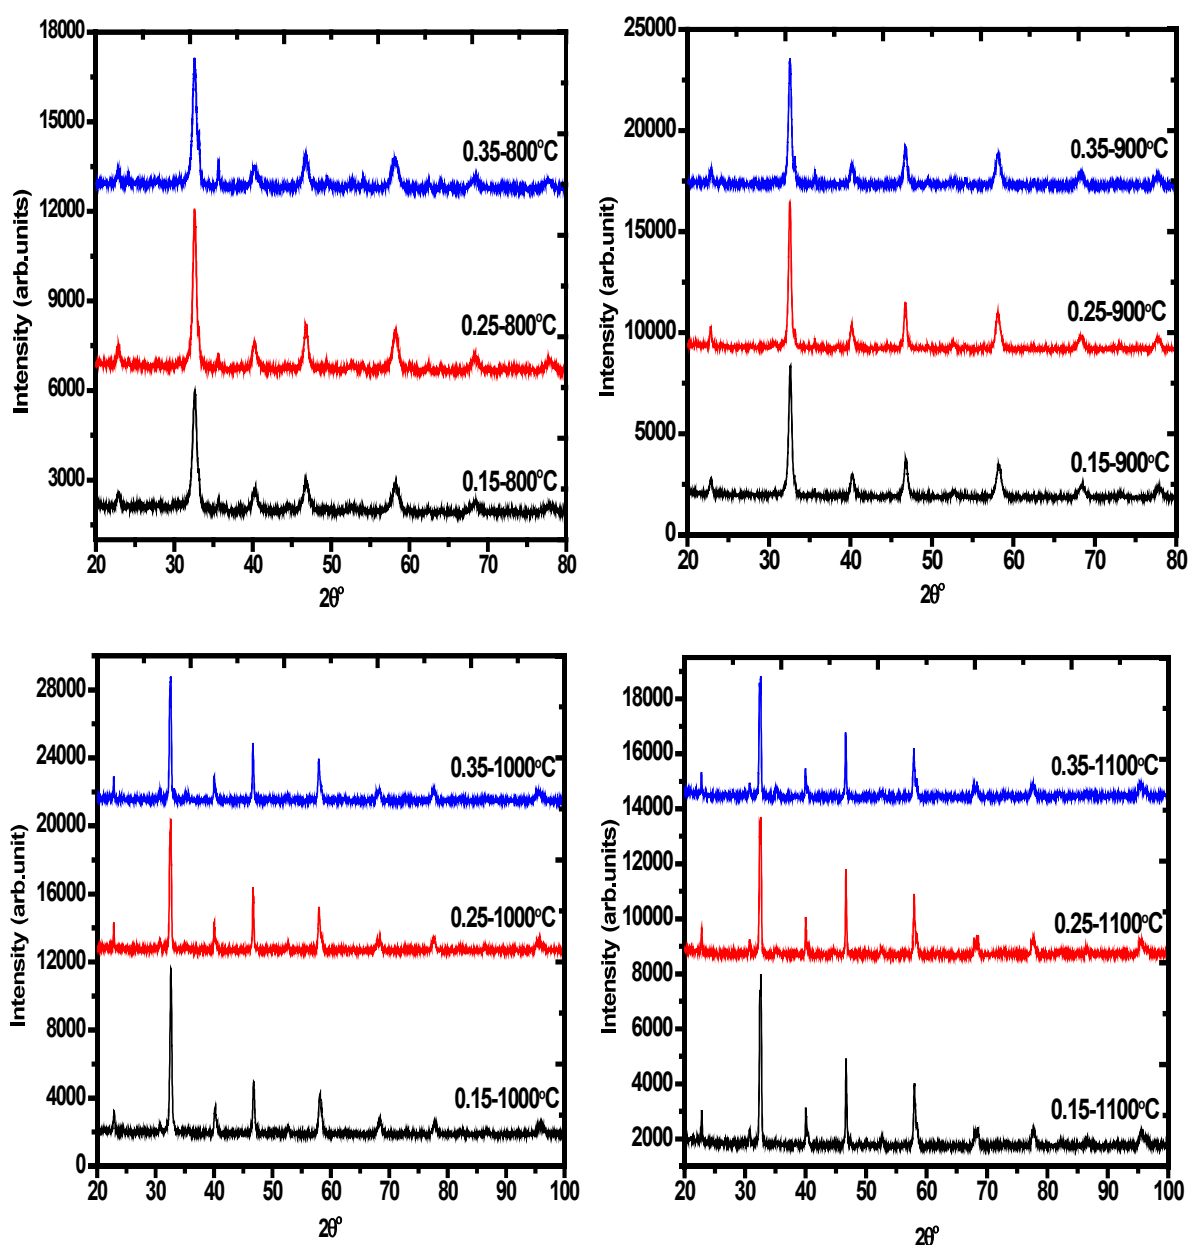 18000
15000
12000
9000
6000
3000
Intensity (arb.units)
0.35-800°C
0.25-800°C
0.15-800°C
20 30 40 50 60 70 80
2θ°
25000
20000
15000
10000
5000
0
Intensity (arb.unit)
0.35-900°C
0.25-900°C
0.15-900°C
20 30 40 50 60 70 80
2θ°
28000
24000
20000
16000
12000
8000
4000
0
Intensity (arb.unit)
0.35-1000°C
0.25-1000°C
0.15-1000°C
20 30 40 50 60 70 80 90 100
2θ°
18000
16000
14000
12000
10000
8000
6000
4000
2000
Intensity (arb.units)
0.35-1100°C
0.25-1100°C
0.15-1100°C
20 30 40 50 60 70 80 90 100
2θ°